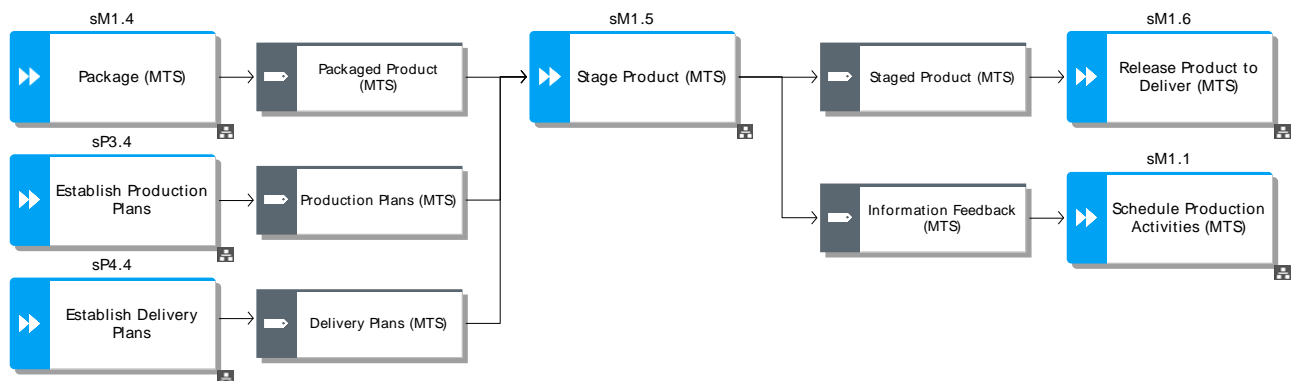 sM1.4
sM1.5
sM1.6
Package (MTS)
Packaged Product
(MTS)
Stage Product (MTS)
Staged Product (MTS)
Release Product to
Deliver (MTS)
sP3.4
sM1.1
Establish Production
Plans
Production Plans (MTS)
Information Feedback
(MTS)
Schedule Production
Activities (MTS)
sP4.4
Establish Delivery
Plans
Delivery Plans (MTS)